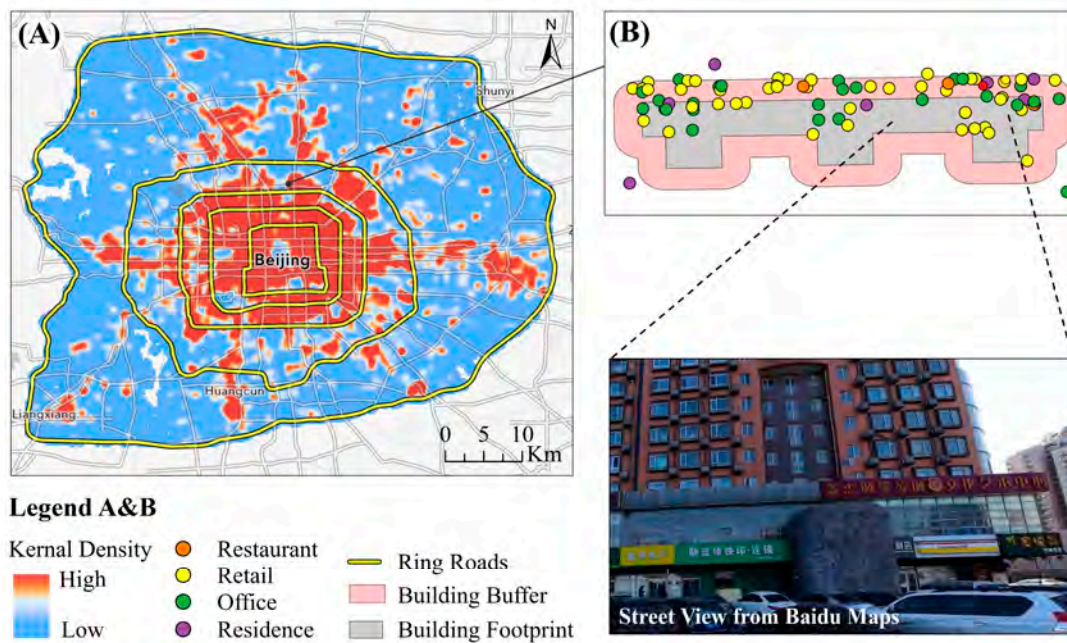 (A)
N
Shunyi
Beijing
Huangcun
Liangxiang
0 5 10
Km
(B)
Street View from Baidu Maps
Legend A&B
Kernal Density
High
Low
Restaurant
Retail
Office
Residence
Ring Roads
Building Buffer
Building Footprint